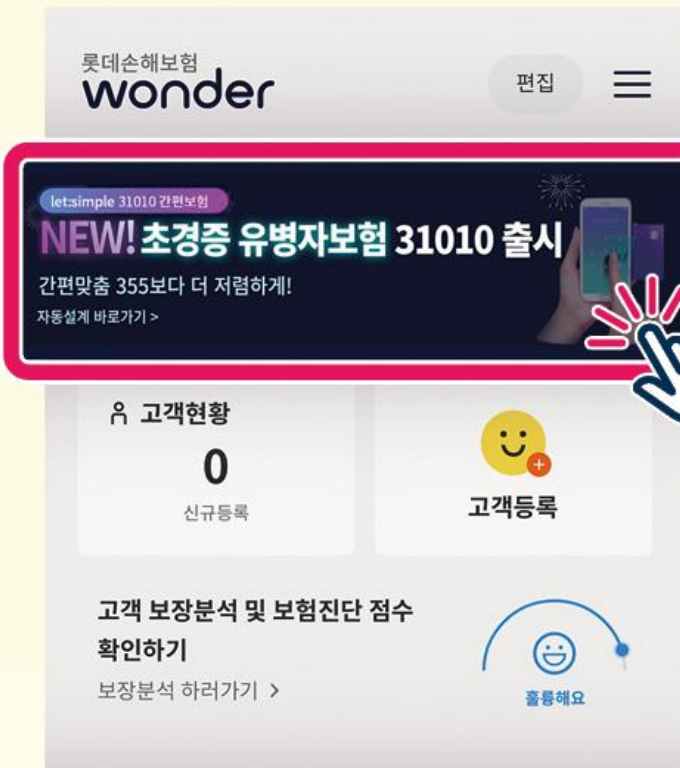 롯데손해보험
wonder
편집
let:simple 31010 간편보험
NEW! 초경증 유병자보험 31010 출시
간편맞춤 355보다 더 저렴하게!
자동설계 바로가기 >
고객현황
0
신규등록
고객등록
고객 보장분석 및 보험진단 점수
확인하기
보장분석 하러가기 >
훌륭해요